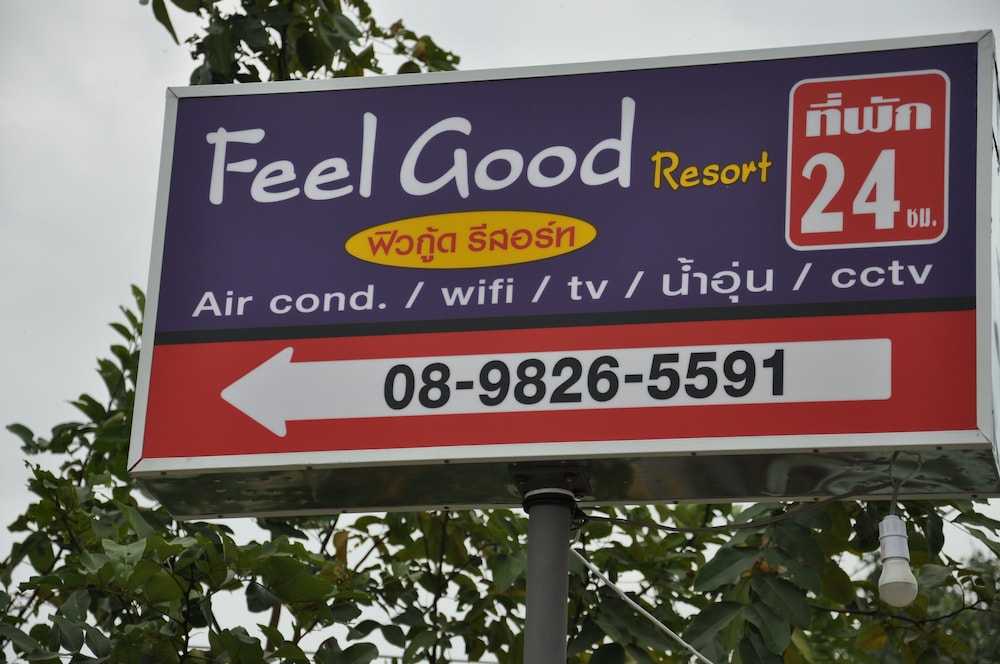 Feel Good Resort
ที่พัก
24 ชม.
ฟิวกู้ด รีสอร์ท
Air cond. / wifi / tv / น้ำอุ่น / cctv
08-9826-5591